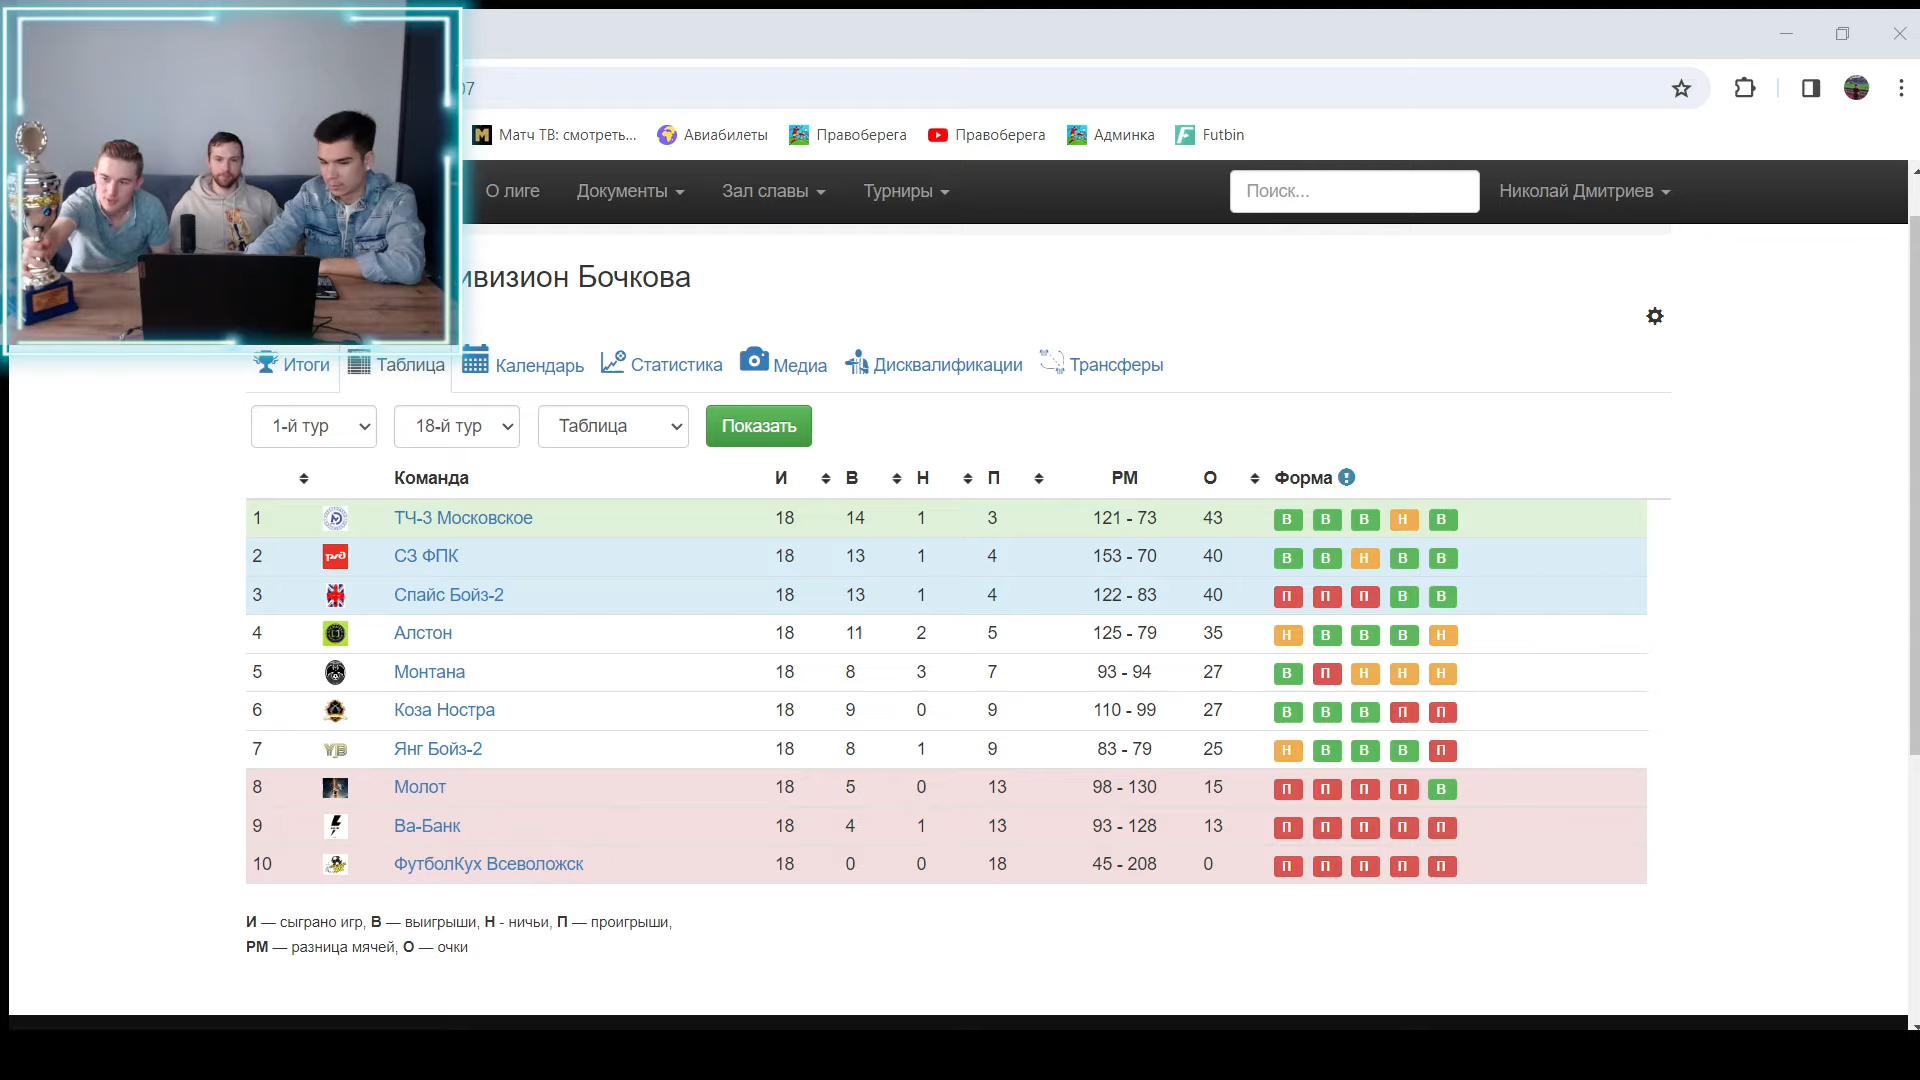 07
Матч ТВ: смотреть... Авиабилеты Правоберега Правоберега Админка Futbin
О лиге Документы Зал славы Турниры Поиск... Николай Дмитриев
ивизион Бочкова
Итоги Таблица Календарь Статистика Медиа Дисквалификации Трансферы
1-й тур 18-й тур Таблица Показать
Команда И В Н П РМ О Форма
1 ТЧ-3 Московское 18 14 1 3 121 - 73 43 В В В Н В
2 СЗ ФПК 18 13 1 4 153 - 70 40 В В Н В В
3 Спайс Бойз-2 18 13 1 4 122 - 83 40 П П П В В
4 Алстон 18 11 2 5 125 - 79 35 Н В В В Н
5 Монтана 18 8 3 7 93 - 94 27 В П Н Н Н
6 Коза Ностра 18 9 0 9 110 - 99 27 В В В П П
7 Янг Бойз-2 18 8 1 9 83 - 79 25 Н В В В П
8 Молот 18 5 0 13 98 - 130 15 П П П П В
9 Ва-Банк 18 4 1 13 93 - 128 13 П П П П П
10 ФутболКух Всеволожск 18 0 0 18 45 - 208 0 П П П П П
И — сыграно игр, В — выигрыши, Н - ничьи, П — проигрыши,
РМ — разница мячей, О — очки